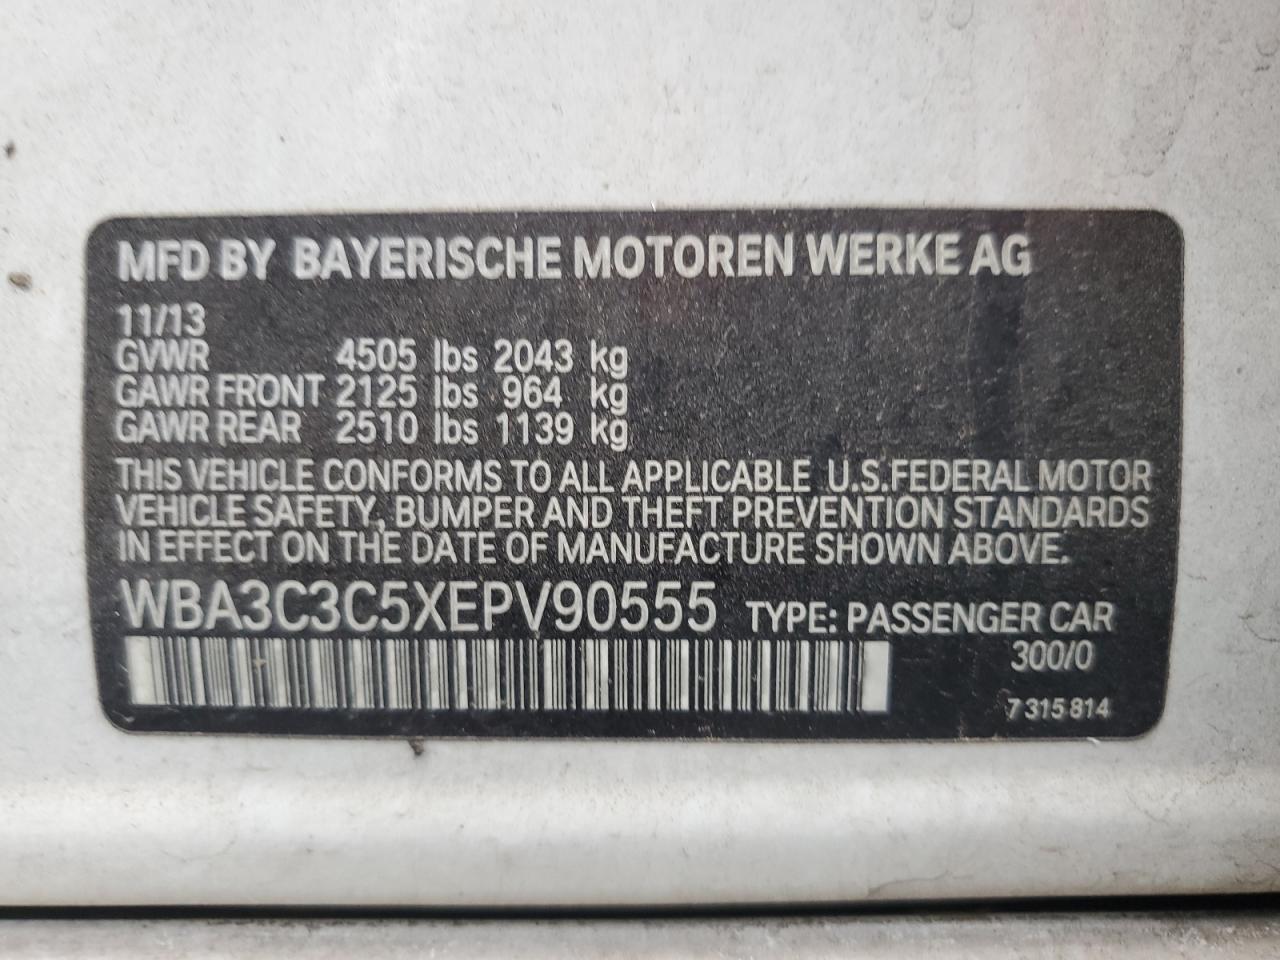 MFD BY BAYERISCHE MOTOREN WERKE AG
11/13
GVWR 4505 lbs 2043 kg
GAWR FRONT 2125 lbs 964 kg
GAWR REAR 2510 lbs 1139 kg
THIS VEHICLE CONFORMS TO ALL APPLICABLE U.S.FEDERAL MOTOR
VEHICLE SAFETY, BUMPER AND THEFT PREVENTION STANDARDS
IN EFFECT ON THE DATE OF MANUFACTURE SHOWN ABOVE.
WBA3C3C5XEPV90555 TYPE: PASSENGER CAR
300/0
7 315 814